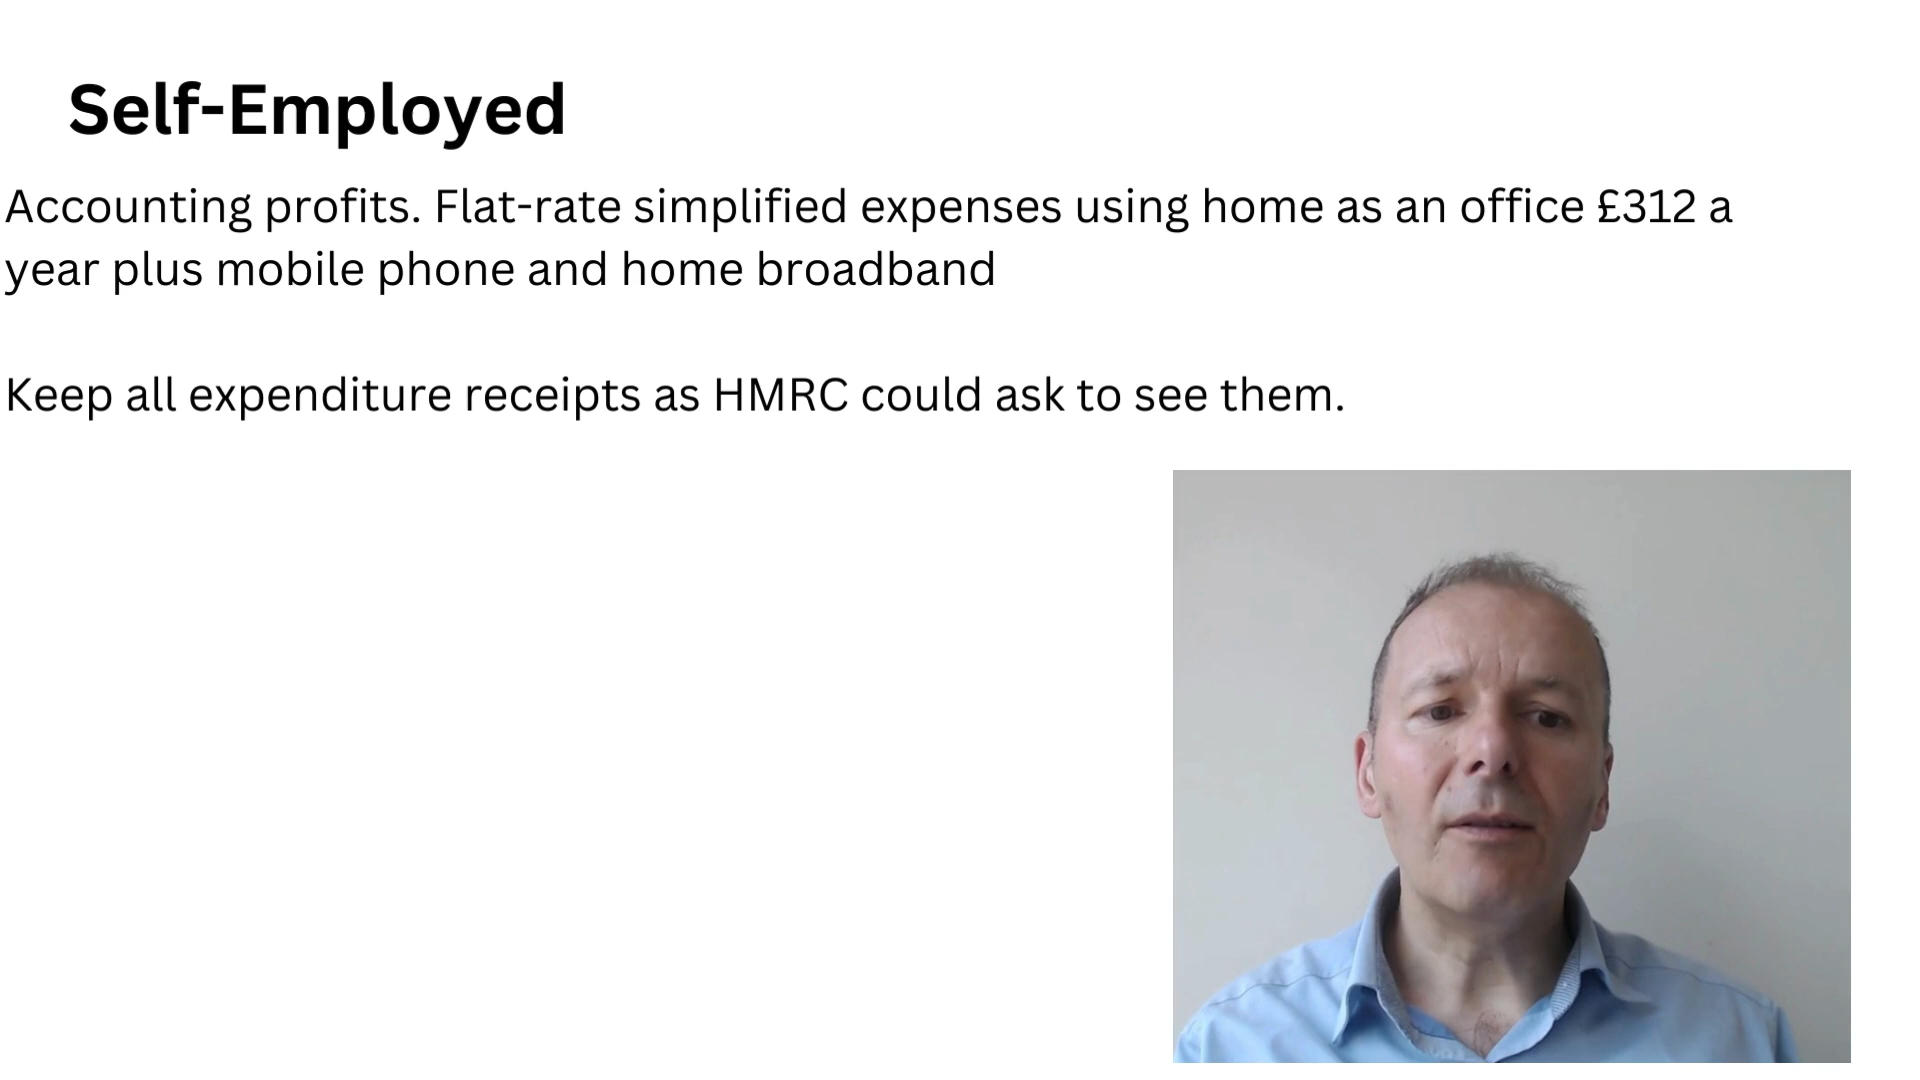 Self-Employed
Accounting profits. Flat-rate simplified expenses using home as an office £312 a
year plus mobile phone and home broadband
Keep all expenditure receipts as HMRC could ask to see them.